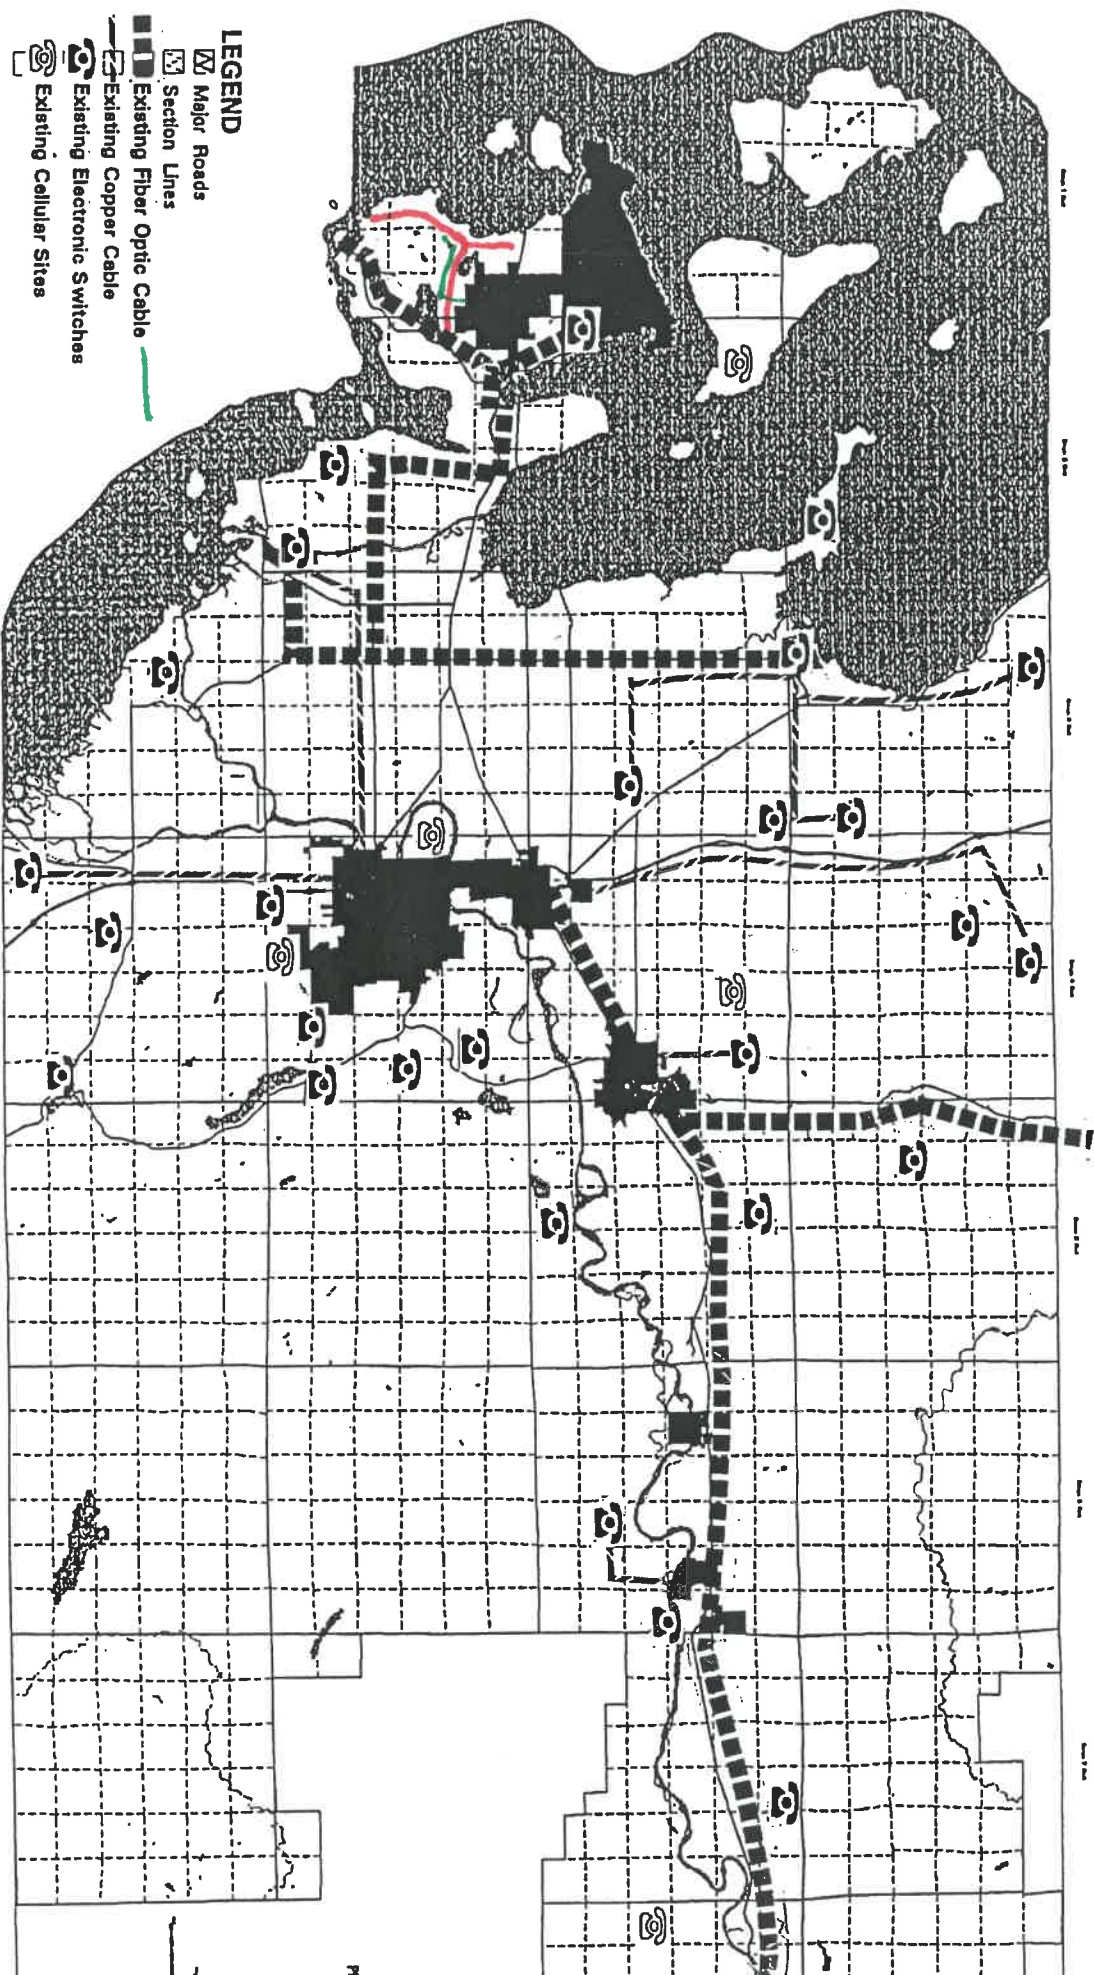 LEGEND
Major Roads
Section Lines
Existing Fiber Optic Cable
Existing Copper Cable
Existing Electronic Switches
Existing Cellular Sites